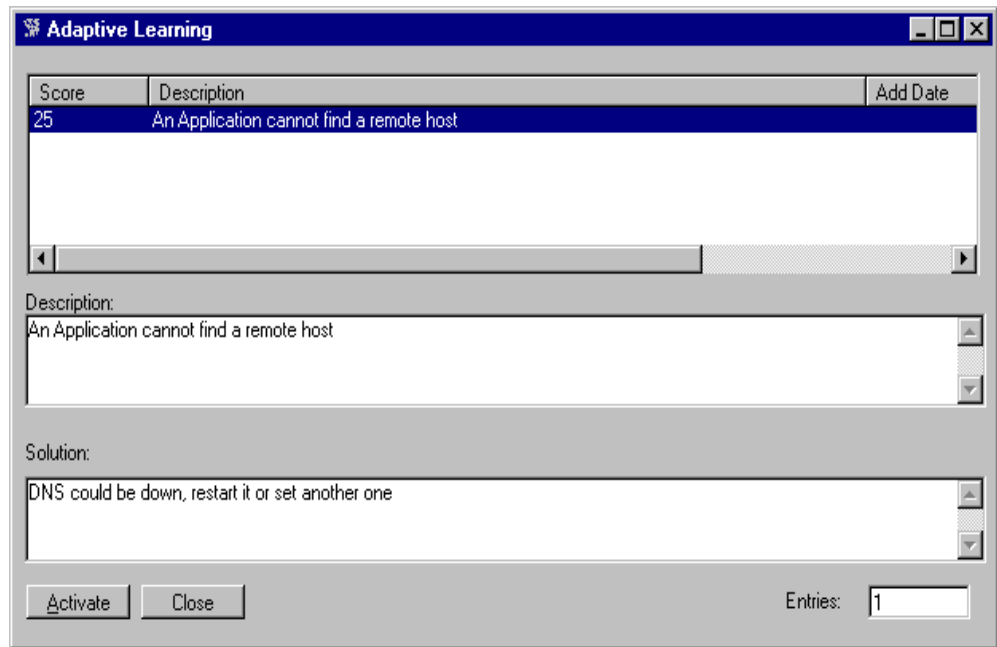 Adaptive Learning
Score Description Add Date
25 An Application cannot find a remote host
Description:
An Application cannot find a remote host
Solution:
DNS could be down, restart it or set another one
Activate Close Entries: 1